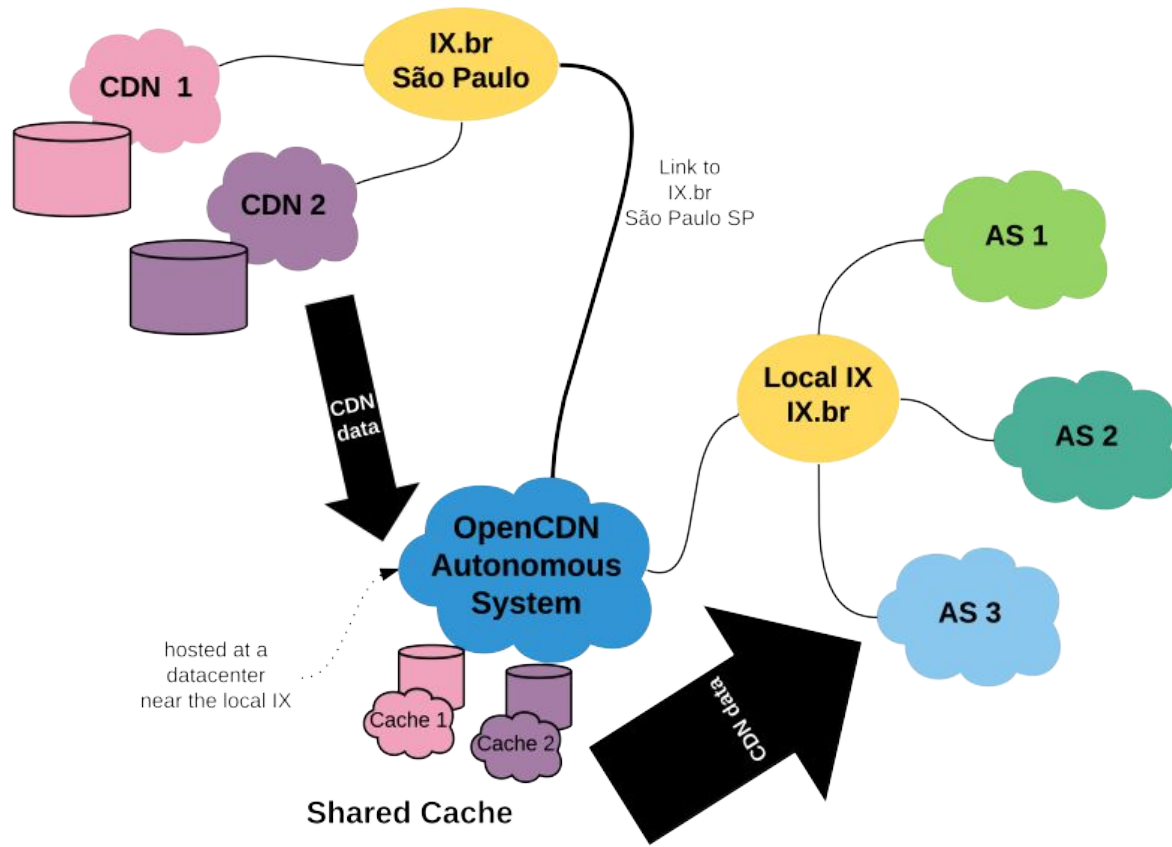 IX.br
São Paulo
CDN  1
CDN 2
Link to
IX.br
São Paulo SP
AS 1
Local IX
IX.br
AS 2
CDN
data
OpenCDN
Autonomous
System
AS 3
hosted at a
datacenter
near the local IX
Cache 1
Cache 2
CDN data
Shared Cache